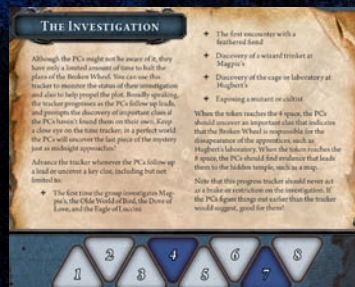 THE INVESTIGATION
Although the PCs might not be aware of it, they
have only a limited amount of time to halt the
plans of the Broken Wheel. You can use this
tracker to monitor the status of their investigation
and also to help propel the plot. Broadly speaking,
the tracker progresses as the PCs follow up leads,
and prompts the discovery of important clues if
the PCs haven't found them on their own. Keep
a close eye on the time tracker; in a perfect world
the PCs will uncover the last piece of the mystery
just as midnight approaches!
Advance the tracker whenever the PCs follow up
a lead or uncover a key clue, including but not
limited to:
✦ The first time the group investigates Mag-
pie's, the Olde World of Bird, the Dove of
Love, and the Eagle of Luccini
✦ The first encounter with a
feathered fiend
✦ Discovery of a wizard trinket at
Magpie's
✦ Discovery of the cage or laboratory at
Hugbert's
✦ Exposing a mutant or cultist
When the token reaches the 4 space, the PCs
should uncover an important clue that indicates
that the Broken Wheel is responsible for the
disappearance of the apprentices, such as
Hugbert's laboratory. When the token reaches the
8 space, the PCs should find evidence that leads
them to the hidden temple, such as a map.
Note that this progress tracker should never act
as a brake or restriction on the investigation. If
the PCs figure things out earlier than the tracker
would suggest, good for them!
1
2
3
4
5
6
7
8